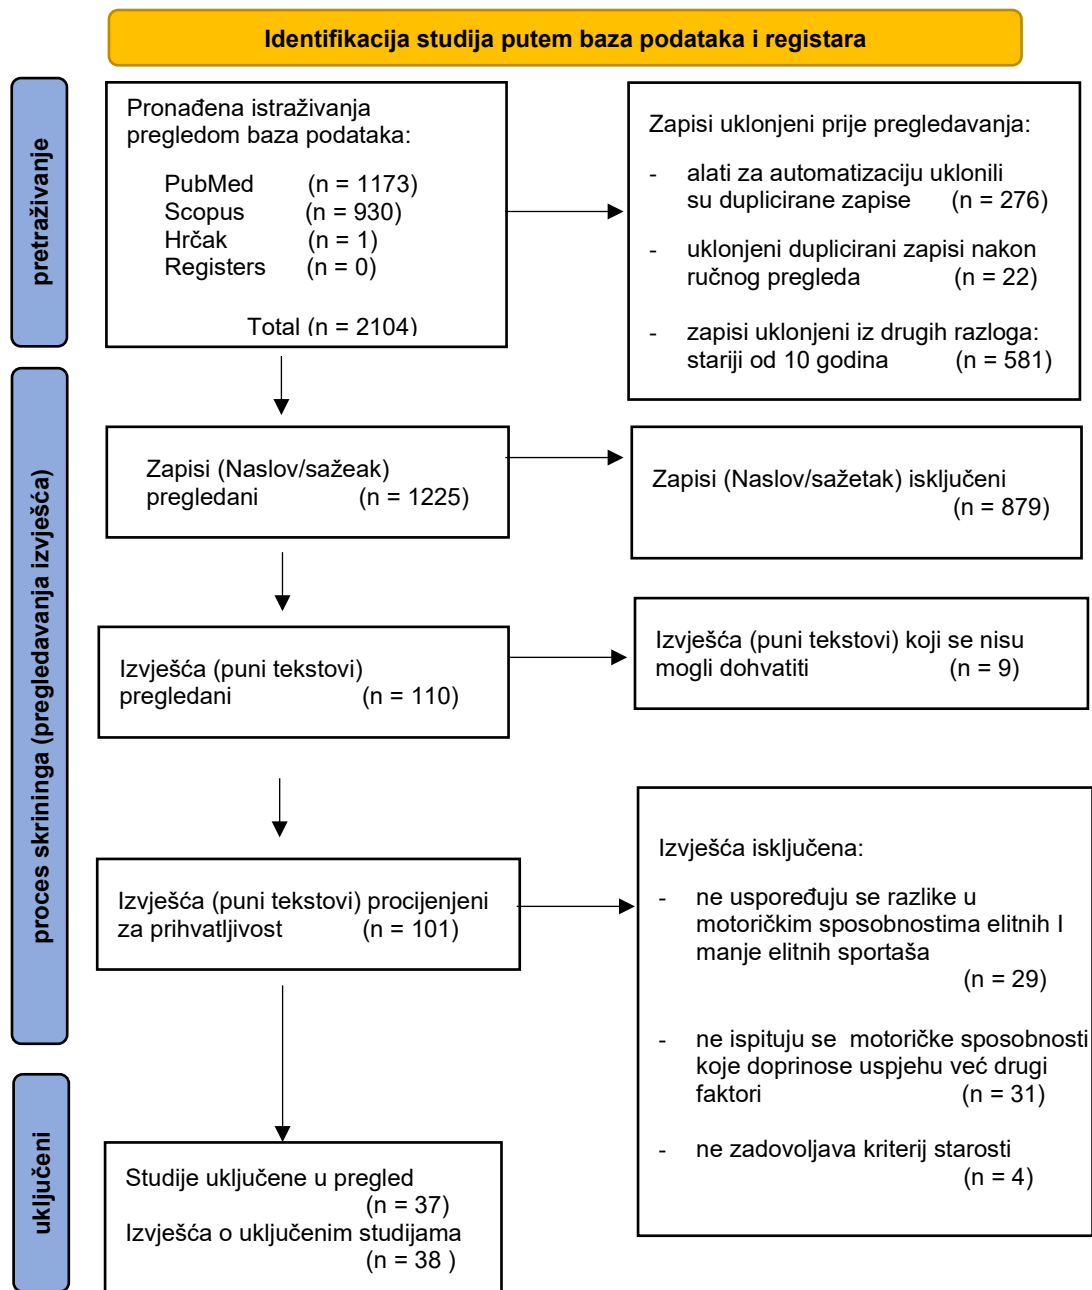 Identifikacija studija putem baza podataka i registara
pretraživanje
Pronađena istraživanja
pregledom baza podataka:
PubMed (n = 1173)
Scopus (n = 930)
Hrčak (n = 1)
Registers (n = 0)
Total (n = 2104)
Zapisi uklonjeni prije pregledavanja:
- alati za automatizaciju uklonili
su duplicirane zapise (n = 276)
- uklonjeni duplicirani zapisi nakon
ručnog pregleda (n = 22)
- zapisi uklonjeni iz drugih razloga:
stariji od 10 godina (n = 581)
proces skrininga (pregledavanja izvješća)
Zapisi (Naslov/sažeak)
pregledani (n = 1225)
Zapisi (Naslov/sažetak) isključeni
(n = 879)
Izvješća (puni tekstovi)
pregledani (n = 110)
Izvješća (puni tekstovi) koji se nisu
mogli dohvatiti (n = 9)
Izvješća (puni tekstovi) procijenjeni
za prihvatljivost (n = 101)
Izvješća isključena:
- ne uspoređuju se razlike u
motoričkim sposobnostima elitnih I
manje elitnih sportaša
(n = 29)
- ne ispituju se motoričke sposobnosti
koje doprinose uspjehu već drugi
faktori (n = 31)
- ne zadovoljava kriterij starosti
(n = 4)
uključeni
Studije uključene u pregled
(n = 37)
Izvješća o uključenim studijama
(n = 38 )